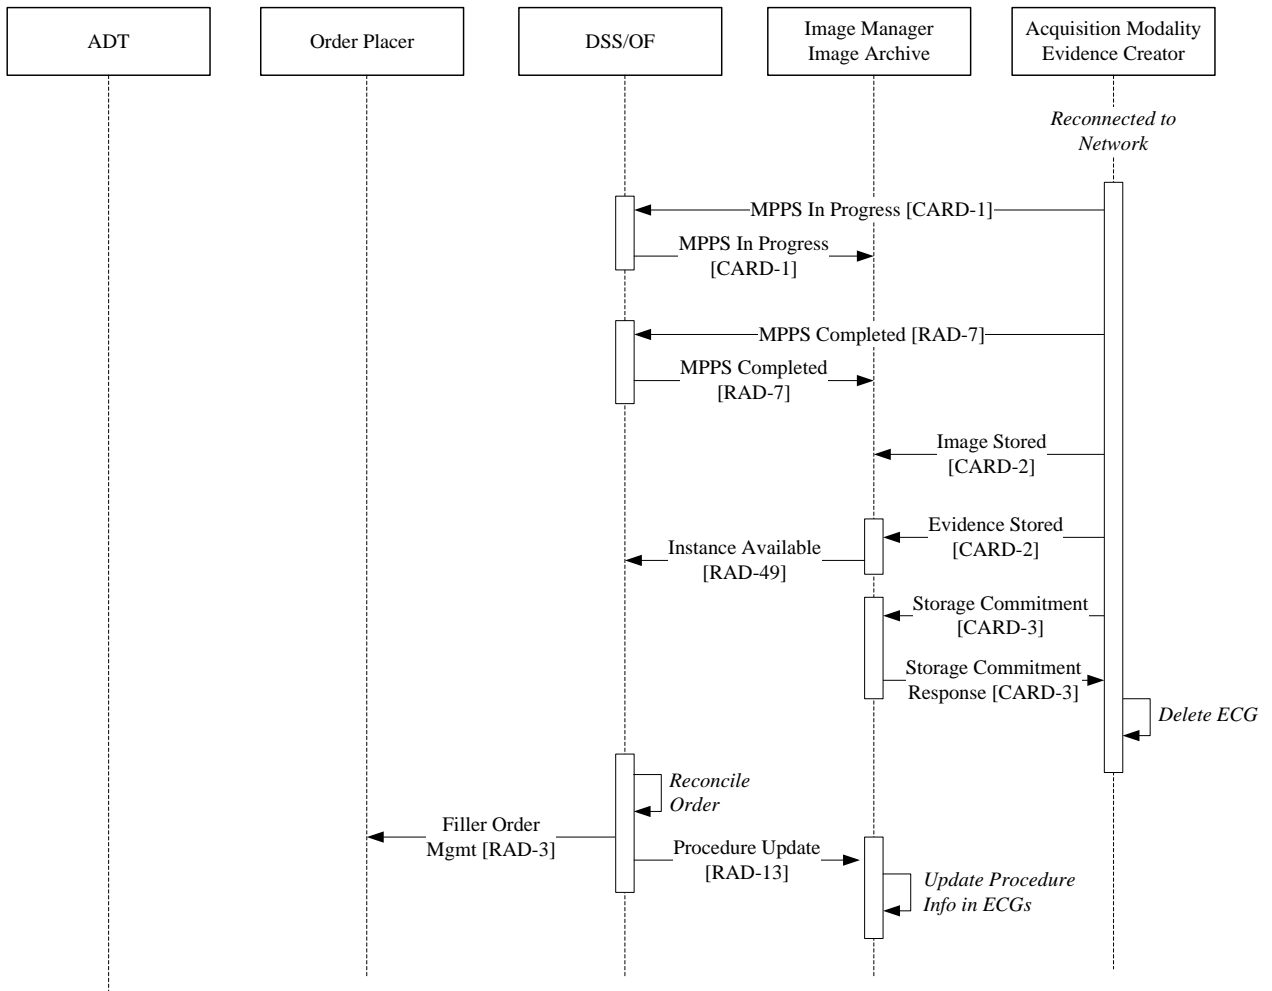 ADT
Order Placer
DSS/OF
Image Manager
Image Archive
Acquisition Modality
Evidence Creator
Reconnected to
Network
MPPS In Progress [CARD-1]
MPPS In Progress
[CARD-1]
MPPS Completed [RAD-7]
MPPS Completed
[RAD-7]
Image Stored
[CARD-2]
Evidence Stored
[CARD-2]
Instance Available
[RAD-49]
Storage Commitment
[CARD-3]
Storage Commitment
Response [CARD-3]
Delete ECG
Reconcile
Order
Filler Order
Mgmt [RAD-3]
Procedure Update
[RAD-13]
Update Procedure
Info in ECGs